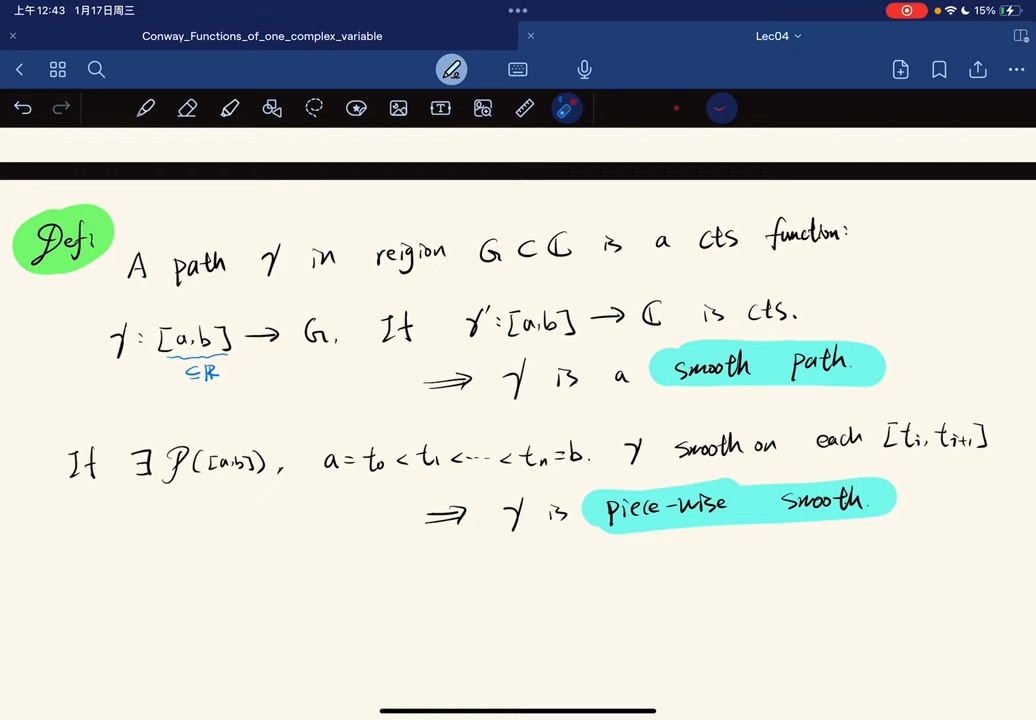 上午12:43 1月17日周三
15%
Conway_Functions_of_one_complex_variable
Lec04
Defi
A path γ in reigion G ⊂ ℂ is a cts function:
γ: [a,b] → G. If γ': [a,b] → ℂ is cts.
⊆ℝ
⟹ γ is a smooth path.
If ∃ P([a,b]), a = t₀ < t₁ < ⋯ < tₙ = b. γ smooth on each [tᵢ, tᵢ₊₁]
⟹ γ is piece-wise smooth.